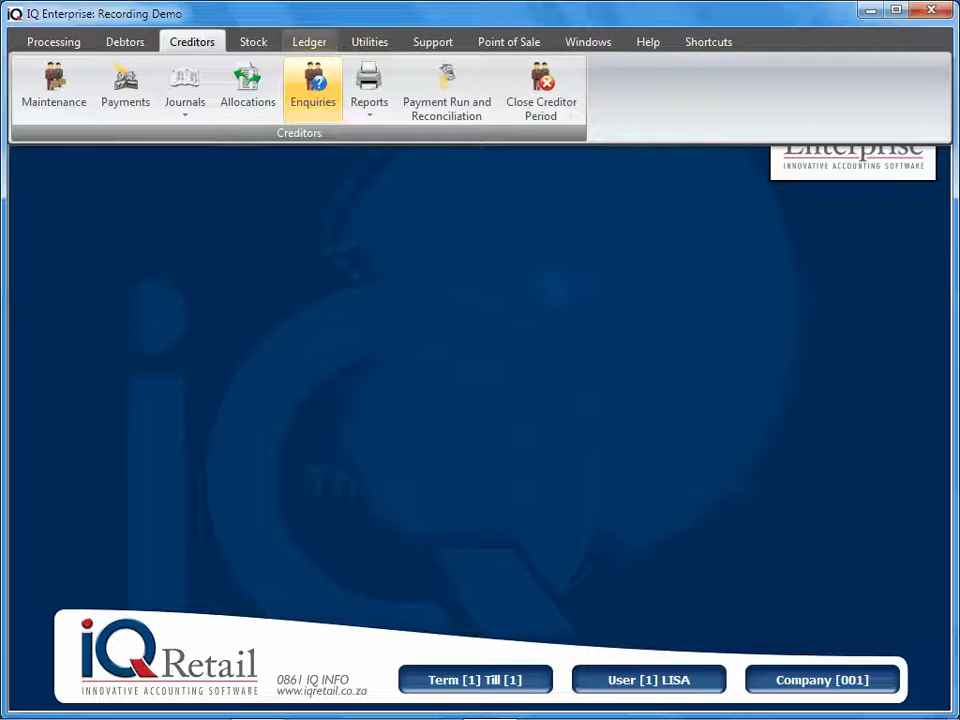 IQ Enterprise: Recording Demo
Processing Debtors Creditors Stock Ledger Utilities Support Point of Sale Windows Help Shortcuts
Maintenance Payments Journals Allocations Enquiries Reports Payment Run and Reconciliation Close Creditor Period
Creditors
Enterprise
INNOVATIVE ACCOUNTING SOFTWARE
iQ Retail
INNOVATIVE ACCOUNTING SOFTWARE
0861 IQ INFO
www.iqretail.co.za
Term [1] Till [1]
User [1] LISA
Company [001]